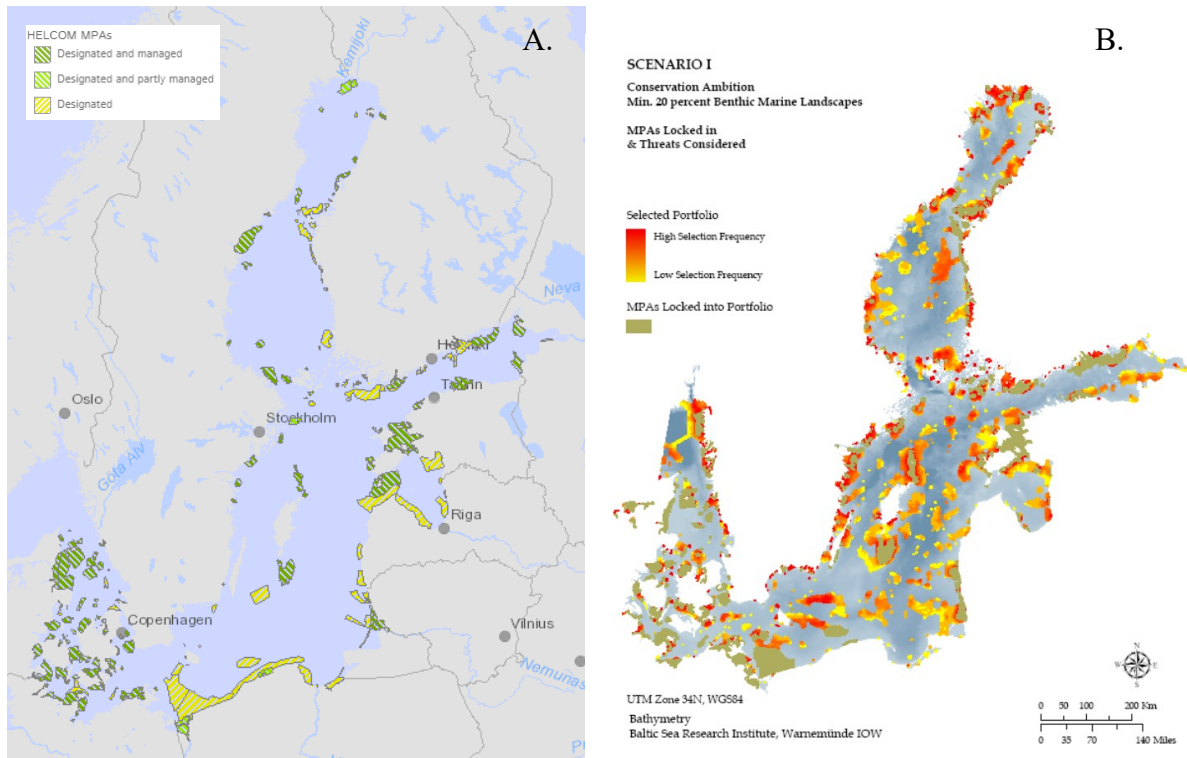 HELCOM MPAs
Designated and managed
Designated and partly managed
Designated
A.
Kemijoki
Neva
Helsinki
Tallinn
Oslo
Stockholm
Göta Älv
Riga
Copenhagen
Vilnius
Nemunas
B.
SCENARIO I
Conservation Ambition
Min. 20 percent Benthic Marine Landscapes
MPAs Locked in
& Threats Considered
Selected Portfolio
High Selection Frequency
Low Selection Frequency
MPAs Locked into Portfolio
N
W E
S
UTM Zone 34N, WGS84
Bathymetry
Baltic Sea Research Institute, Warnemünde IOW
0 50 100 200 Km
0 35 70 140 Miles